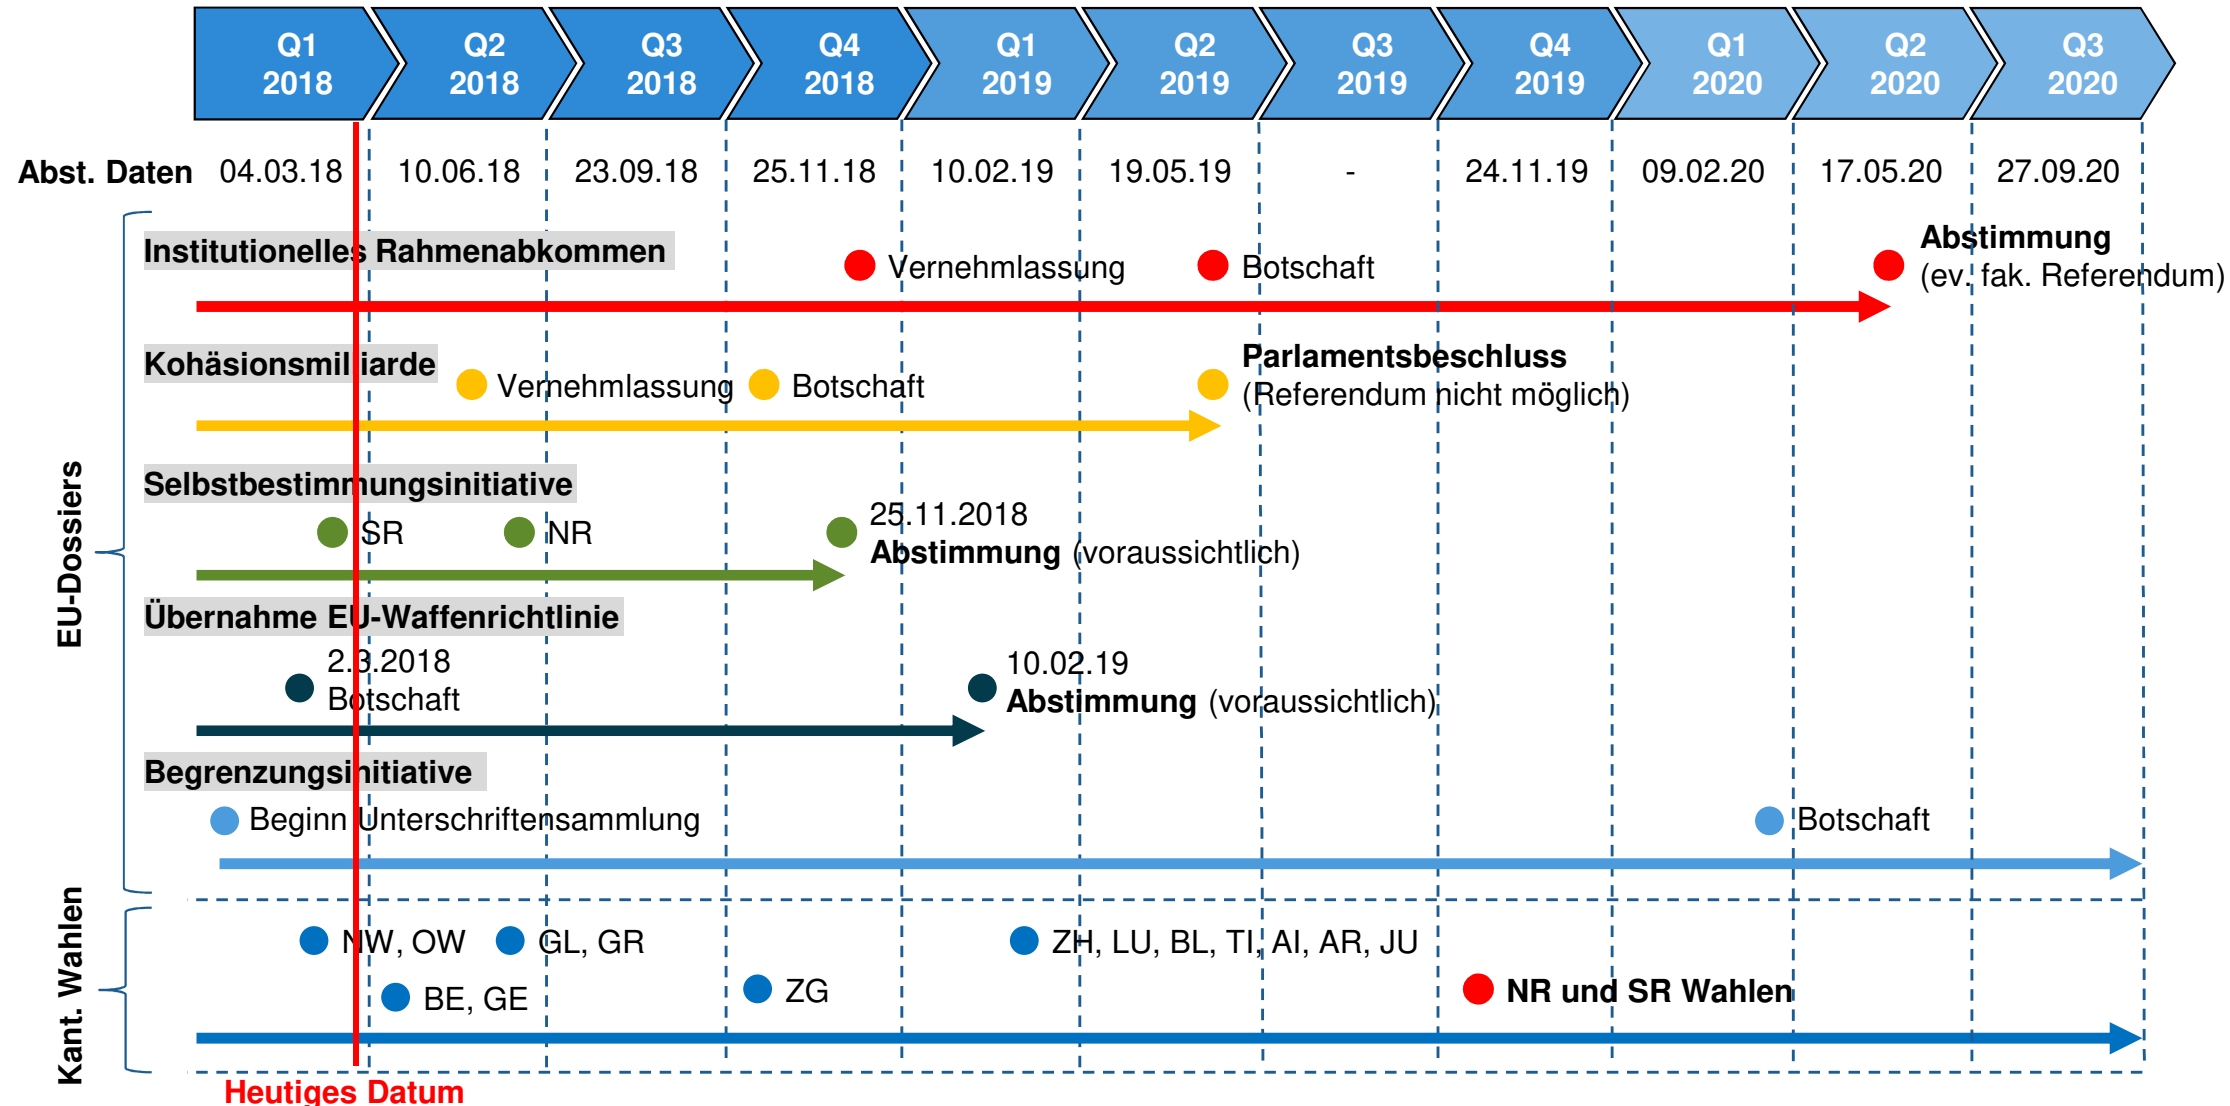 Q1 Q2 Q3 Q4 Q1 Q2 Q3 Q4 Q1 Q2 Q3
2018 2018 2018 2018 2019 2019 2019 2019 2020 2020 2020
Abst. Daten 04.03.18 10.06.18 23.09.18 25.11.18 10.02.19 19.05.19 - 24.11.19 09.02.20 17.05.20 27.09.20
EU-Dossiers
Institutionelles Rahmenabkommen
Vernehmlassung
Botschaft
Abstimmung
(ev. fak. Referendum)
Kohäsionsmilliarde
Vernehmlassung
Botschaft
Parlamentsbeschluss
(Referendum nicht möglich)
Selbstbestimmungsinitiative
SR
NR
25.11.2018
Abstimmung (voraussichtlich)
Übernahme EU-Waffenrichtlinie
2.3.2018
Botschaft
10.02.19
Abstimmung (voraussichtlich)
Begrenzungsinitiative
Beginn Unterschriftensammlung
Botschaft
Kant. Wahlen
NW, OW
GL, GR
ZH, LU, BL, TI, AI, AR, JU
BE, GE
ZG
NR und SR Wahlen
Heutiges Datum